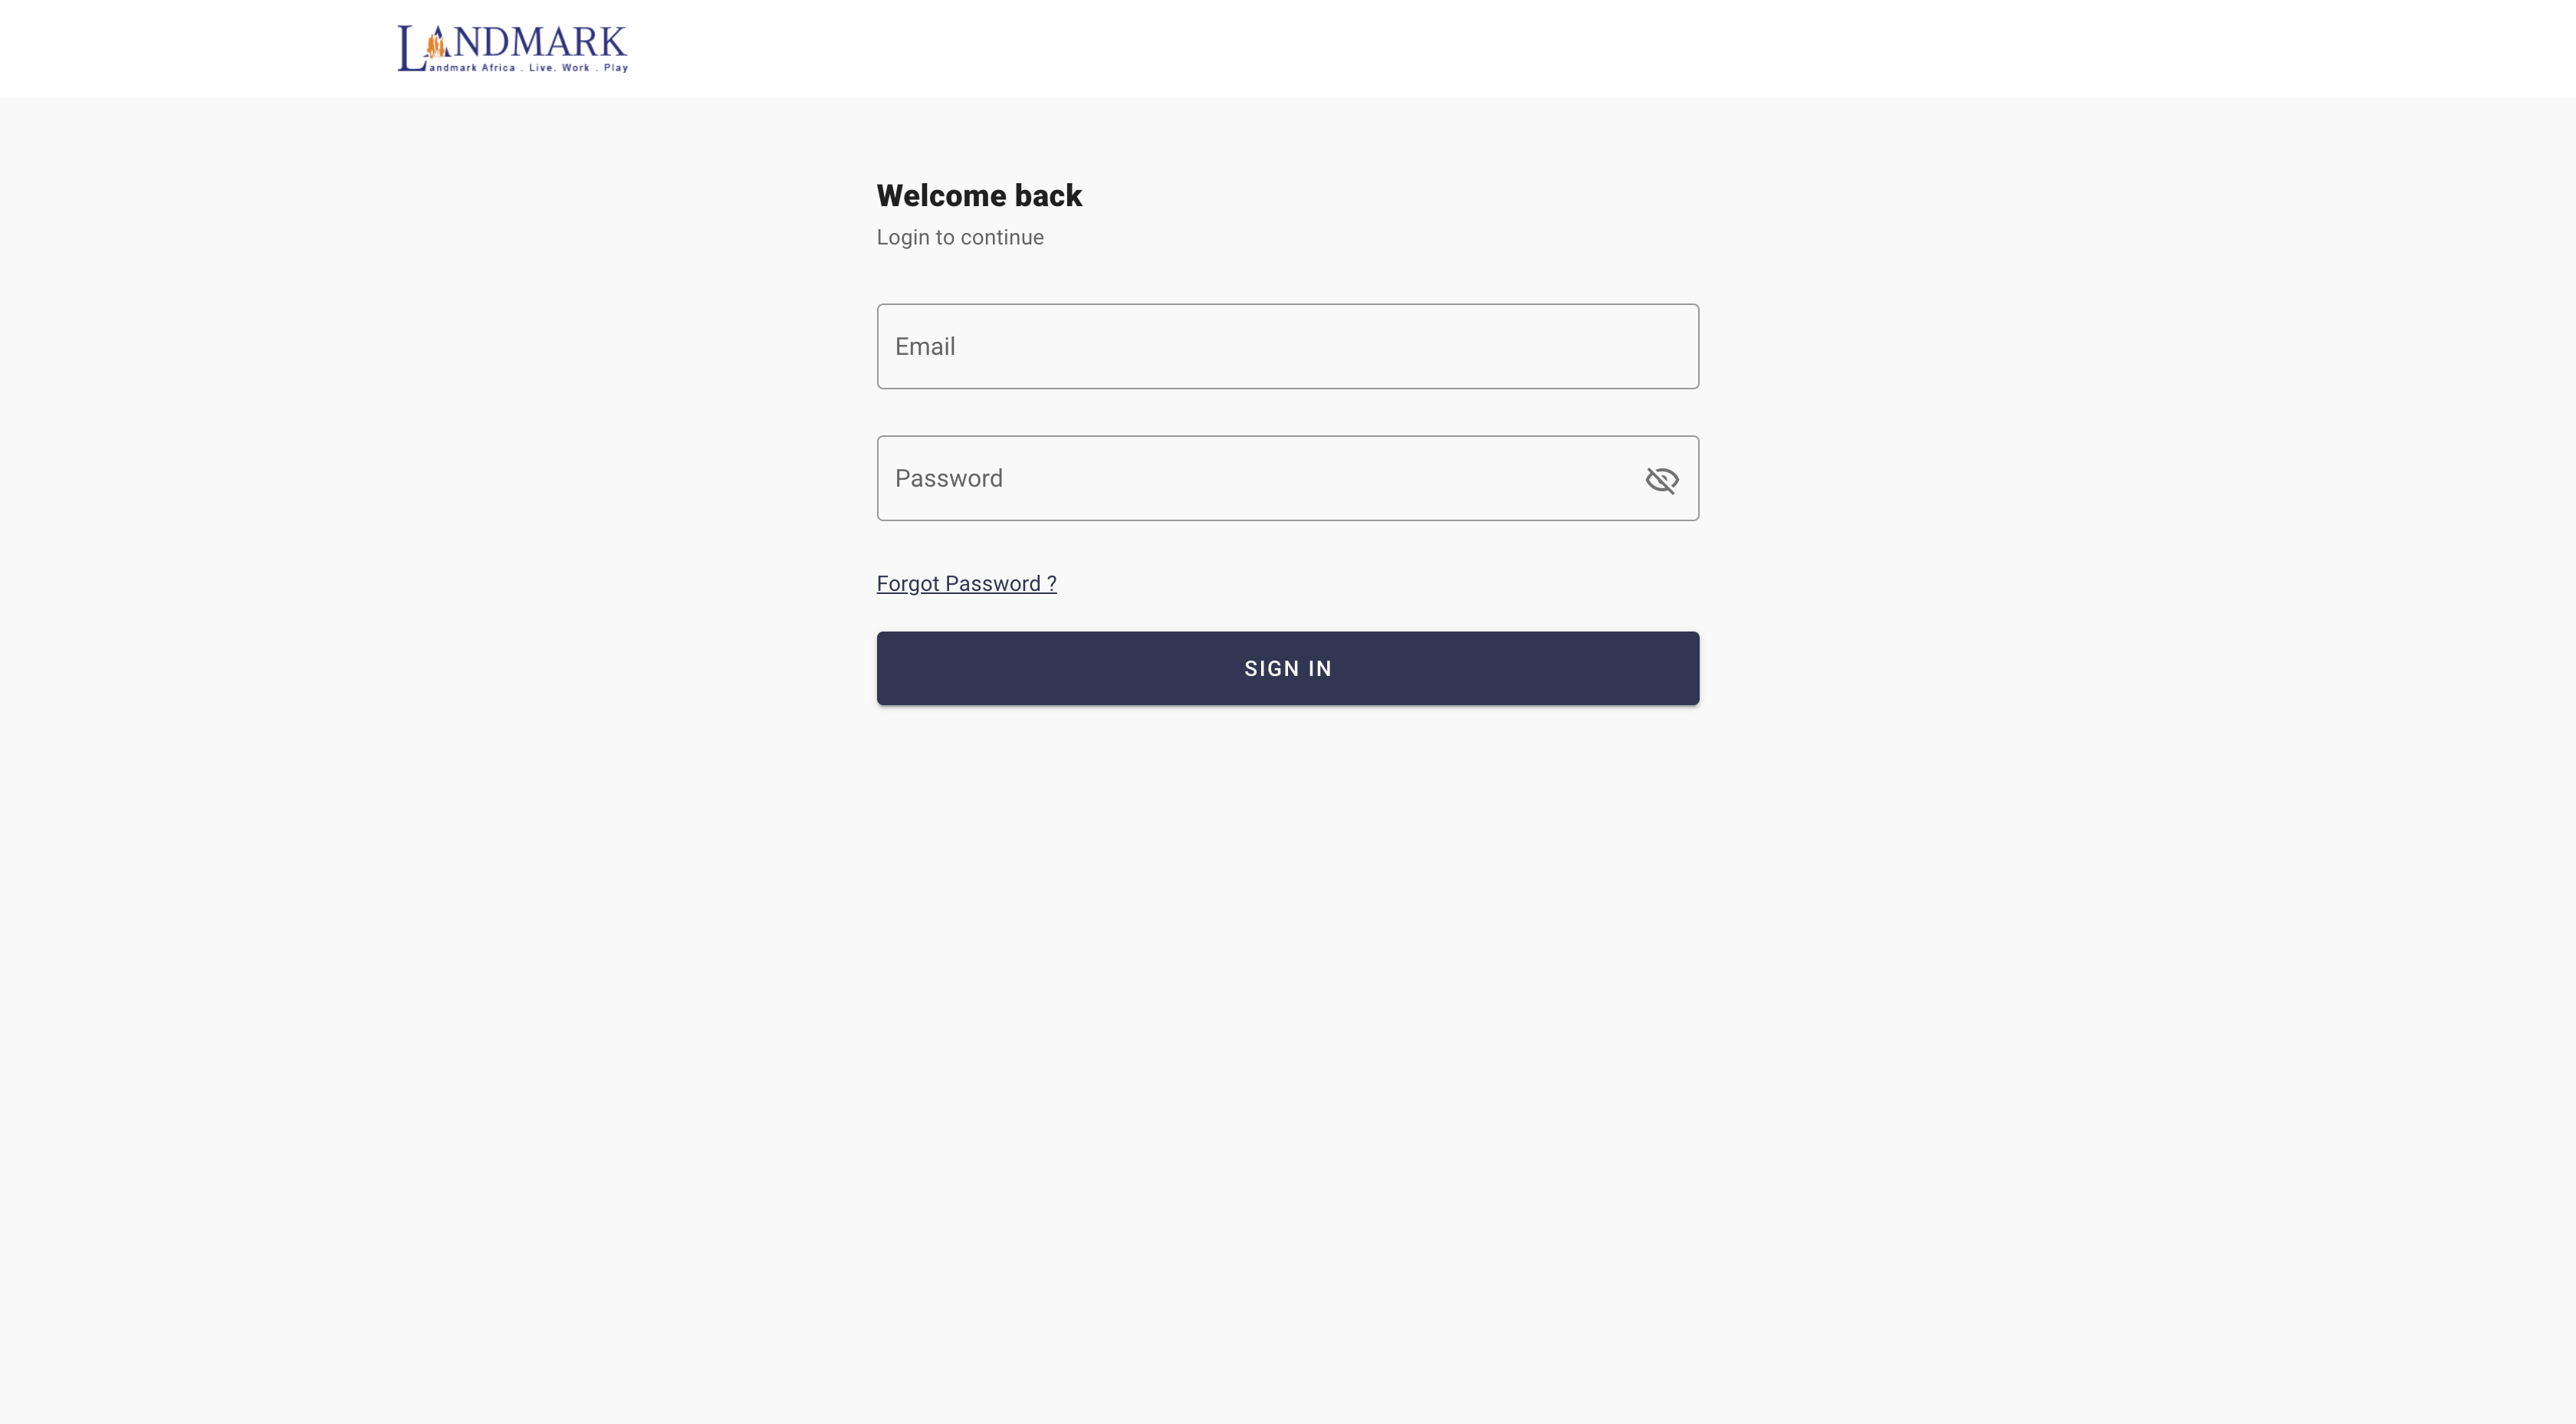 LANDMARK
Landmark Africa . Live. Work . Play
Welcome back
Login to continue
Email
Password
Forgot Password ?
SIGN IN